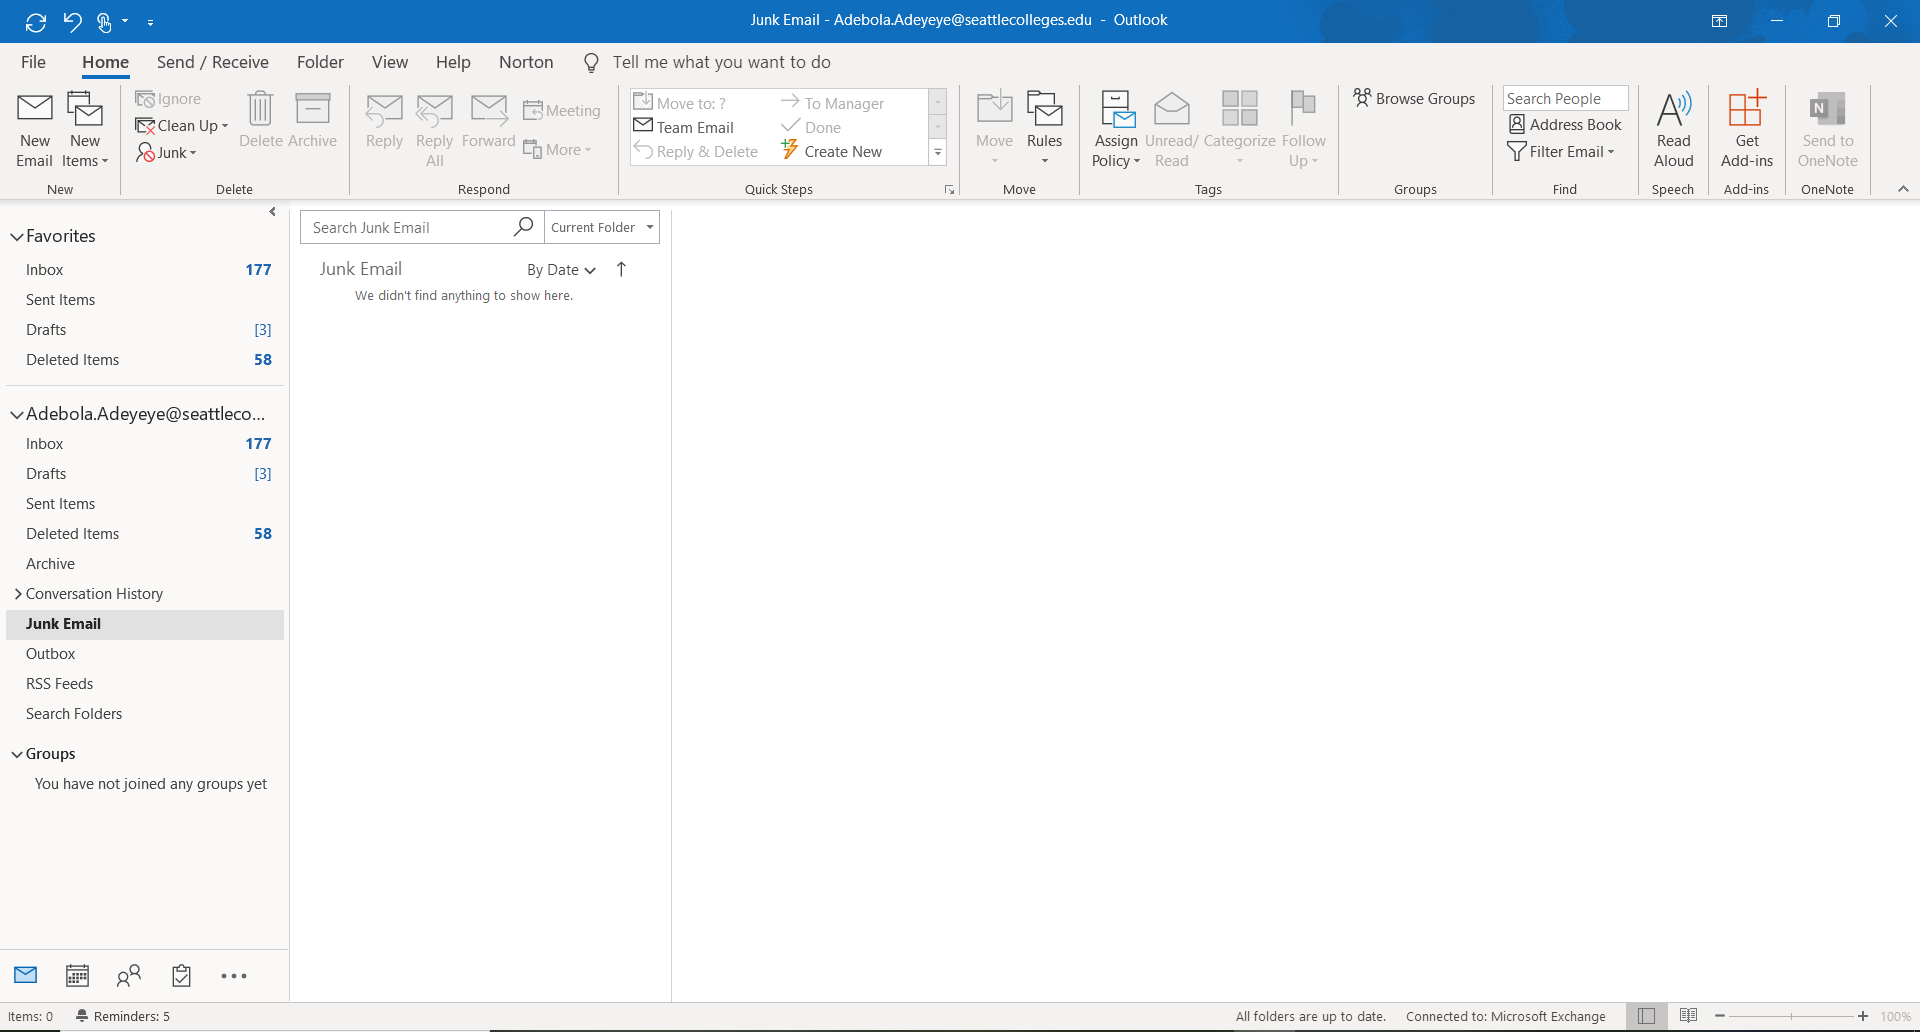 Junk Email - Adebola.Adeyeye@seattlecolleges.edu - Outlook
File Home Send / Receive Folder View Help Norton Tell me what you want to do
New Email
New Items
New
Ignore
Clean Up
Junk
Delete
Archive
Delete
Reply
Reply All
Forward
Meeting
More
Respond
Move to: ?
Team Email
Reply & Delete
To Manager
Done
Create New
Quick Steps
Move
Rules
Move
Assign Policy
Unread/ Read
Categorize
Follow Up
Tags
Browse Groups
Groups
Search People
Address Book
Filter Email
Find
Read Aloud
Speech
Get Add-ins
Add-ins
N
Send to OneNote
OneNote
Favorites
Inbox 177
Sent Items
Drafts [3]
Deleted Items 58
Adebola.Adeyeye@seattleco...
Inbox 177
Drafts [3]
Sent Items
Deleted Items 58
Archive
Conversation History
Junk Email
Outbox
RSS Feeds
Search Folders
Groups
You have not joined any groups yet
Search Junk Email
Current Folder
Junk Email By Date
We didn't find anything to show here.
Items: 0 Reminders: 5 All folders are up to date. Connected to: Microsoft Exchange 100%